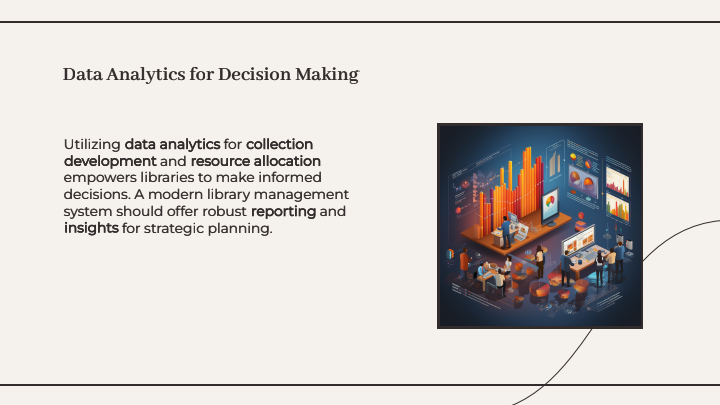 Data Analytics for Decision Making
Utilizing data analytics for collection
development and resource allocation
empowers libraries to make informed
decisions. A modern library management
system should offer robust reporting and
insights for strategic planning.